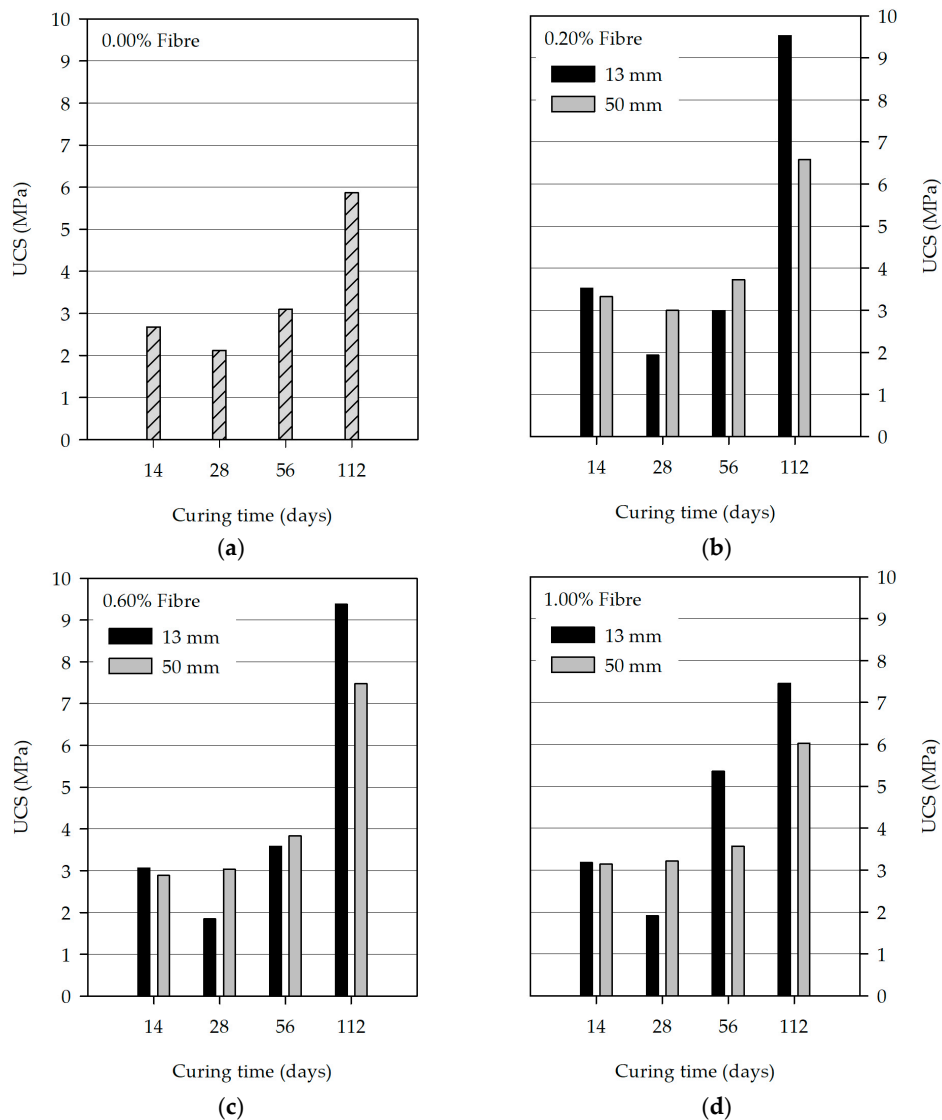 0.00% Fibre
10
9
8
7
6
5
4
3
2
1
0
UCS (MPa)
14 28 56 112
Curing time (days)
(a)
0.20% Fibre
13 mm
50 mm
10
9
8
7
6
5
4
3
2
1
0
UCS (MPa)
14 28 56 112
Curing time (days)
(b)
0.60% Fibre
13 mm
50 mm
10
9
8
7
6
5
4
3
2
1
0
UCS (MPa)
14 28 56 112
Curing time (days)
(c)
1.00% Fibre
13 mm
50 mm
10
9
8
7
6
5
4
3
2
1
0
UCS (MPa)
14 28 56 112
Curing time (days)
(d)